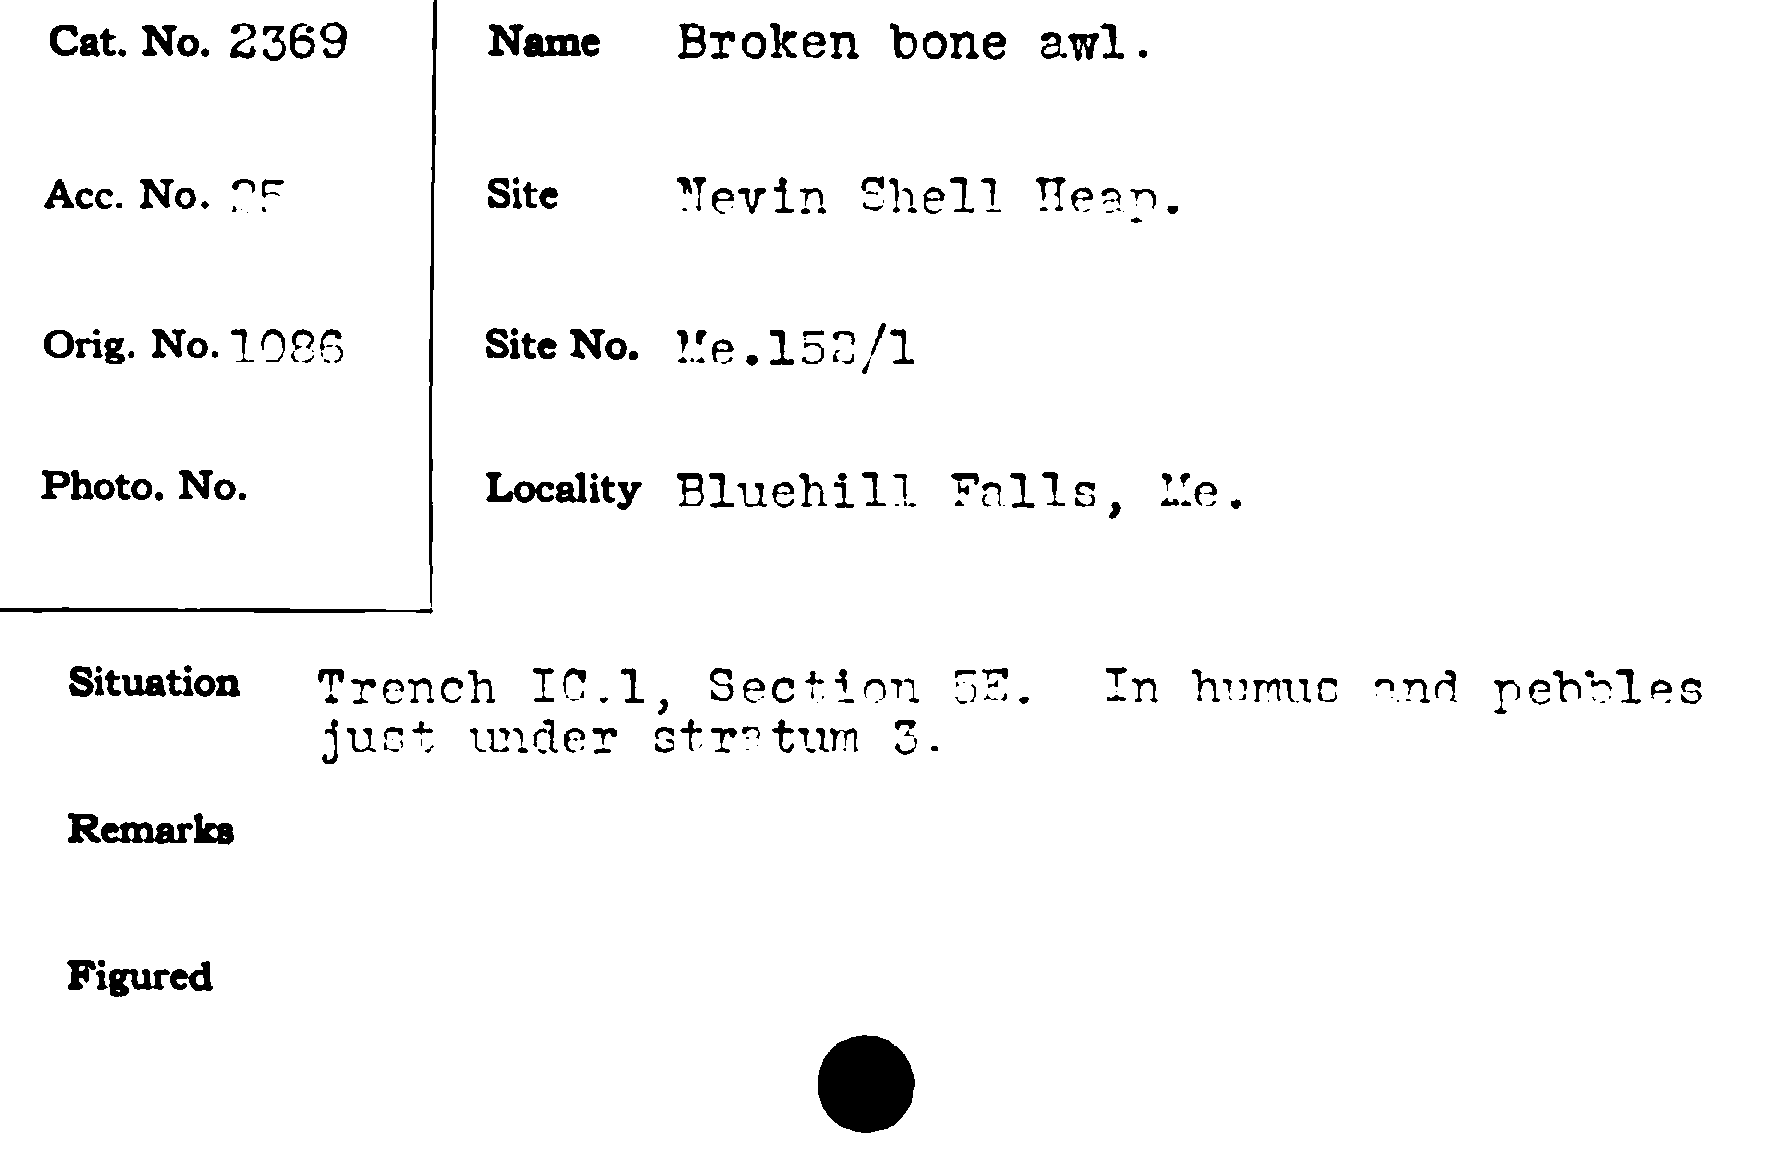 Cat. No. 2369
Name Broken bone awl.
Acc. No. 25
Site Nevin Shell Heap.
Orig. No. 1086
Site No. Me.152/1
Photo. No.
Locality Bluehill Falls, Me.
Situation Trench IC.1, Section 5E. In humus and pebbles
just under stratum 3.
Remarks
Figured